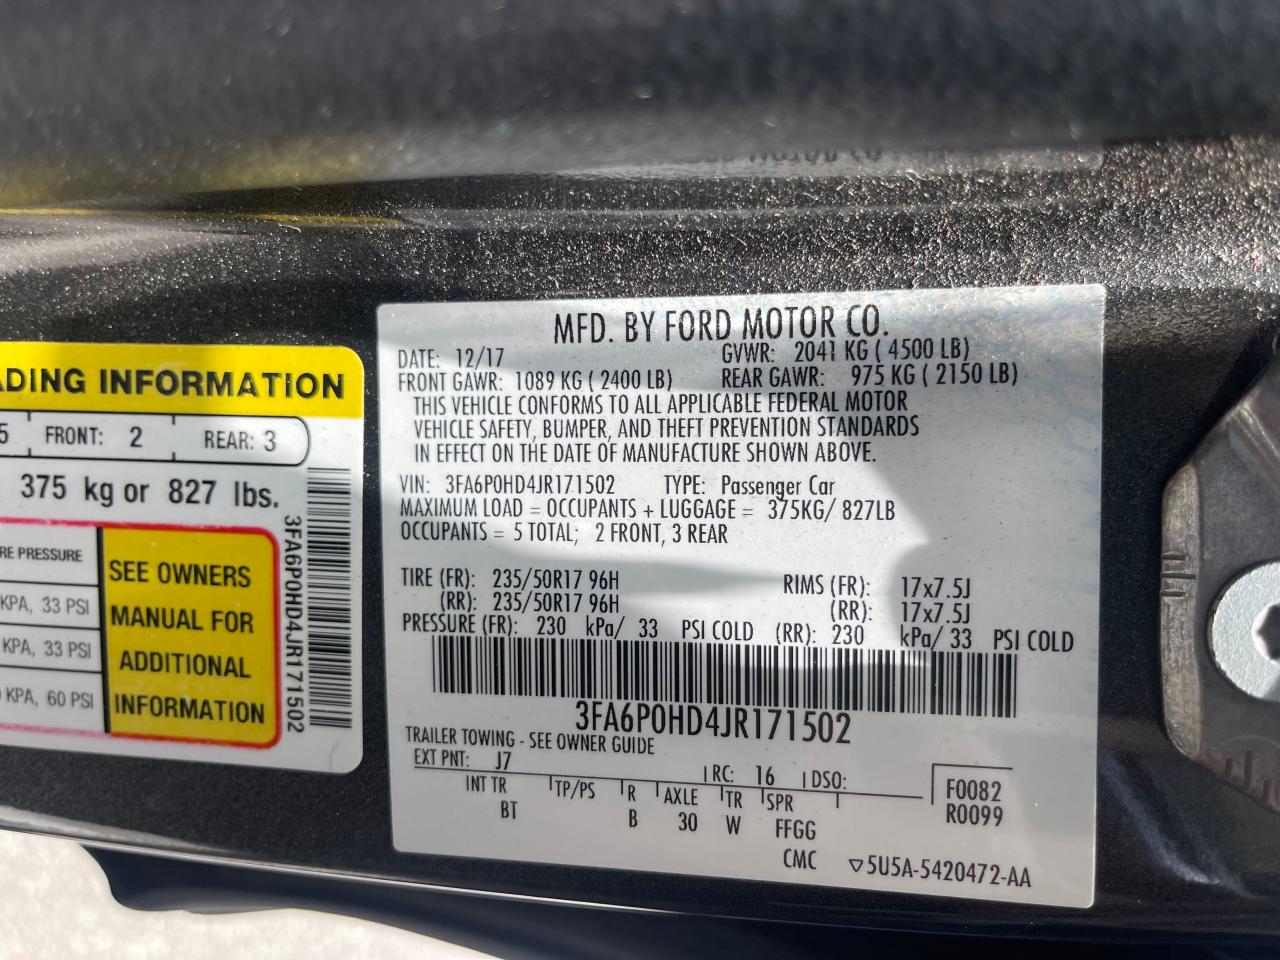 ADING INFORMATION
5 FRONT: 2 REAR: 3
375 kg or 827 lbs.
RE PRESSURE
KPA, 33 PSI
KPA, 33 PSI
KPA, 60 PSI
SEE OWNERS
MANUAL FOR
ADDITIONAL
INFORMATION
3FA6P0HD4JR171502
MFD. BY FORD MOTOR CO.
DATE: 12/17 GVWR: 2041 KG ( 4500 LB)
FRONT GAWR: 1089 KG ( 2400 LB) REAR GAWR: 975 KG ( 2150 LB)
THIS VEHICLE CONFORMS TO ALL APPLICABLE FEDERAL MOTOR
VEHICLE SAFETY, BUMPER, AND THEFT PREVENTION STANDARDS
IN EFFECT ON THE DATE OF MANUFACTURE SHOWN ABOVE.
VIN: 3FA6P0HD4JR171502 TYPE: Passenger Car
MAXIMUM LOAD = OCCUPANTS + LUGGAGE = 375KG/ 827LB
OCCUPANTS = 5 TOTAL; 2 FRONT, 3 REAR
TIRE (FR): 235/50R17 96H RIMS (FR): 17x7.5J
(RR): 235/50R17 96H (RR): 17x7.5J
PRESSURE (FR): 230 kPa/ 33 PSI COLD (RR): 230 kPa/ 33 PSI COLD
3FA6P0HD4JR171502
TRAILER TOWING - SEE OWNER GUIDE
EXT PNT: J7 RC: 16 DSO:
INT TR TP/PS R AXLE TR SPR
BT B 30 W FFGG
CMC
F0082
R0099
▽5U5A-5420472-AA